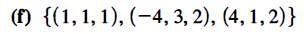 (f) {(1, 1, 1), (−4, 3, 2), (4, 1, 2)}